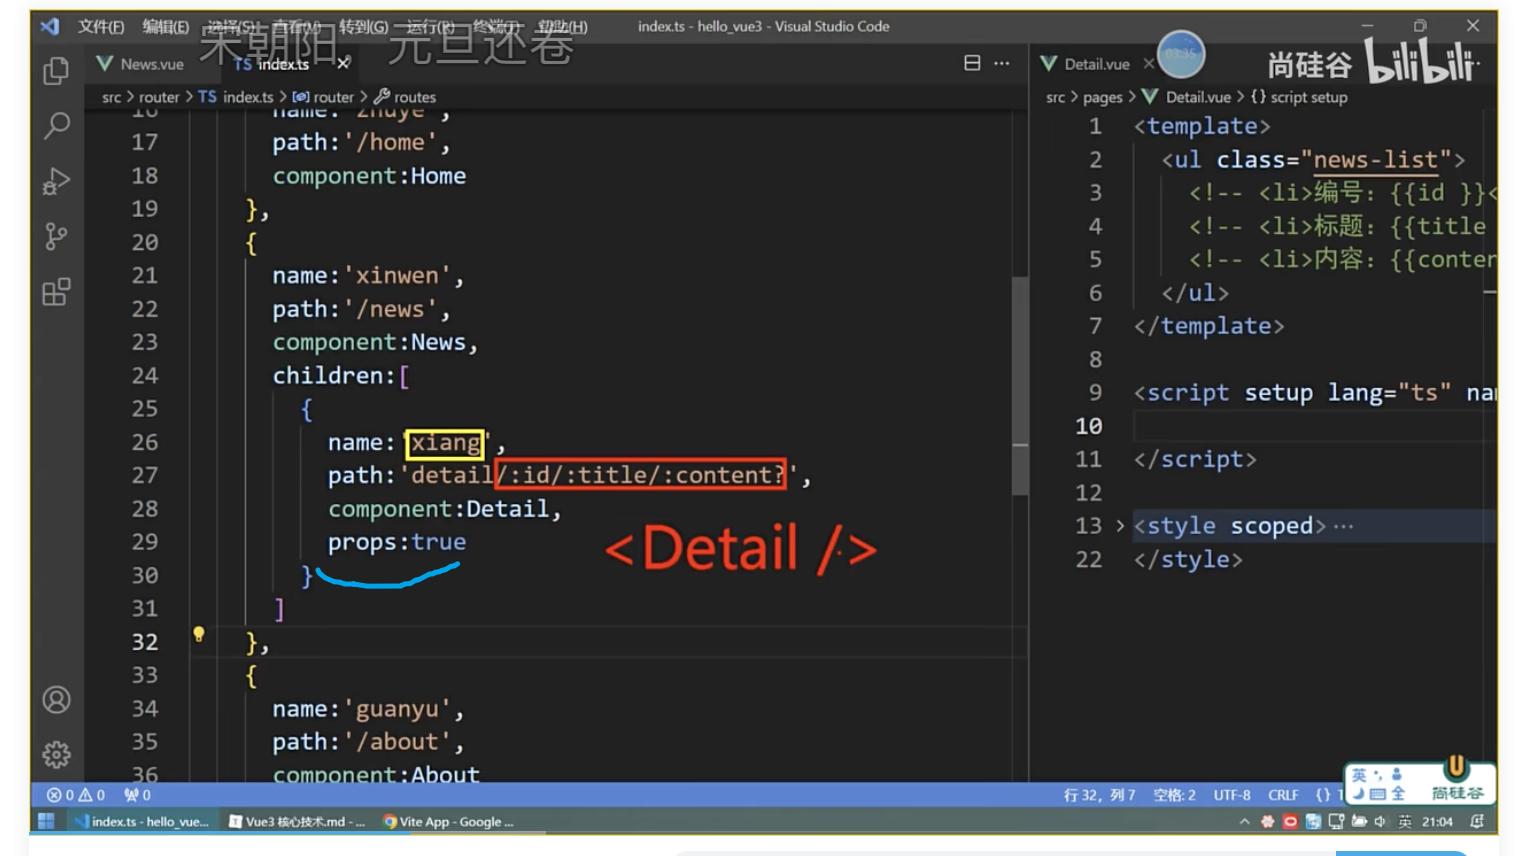 文件(F) 编辑(E) 选择(S) 查看(V) 转到(G) 运行(R) 终端(T) 帮助(H) index.ts - hello_vue3 - Visual Studio Code
宋朝阳，元旦还卷
News.vue
TS index.ts
Detail.vue
03:35
尚硅谷 bilibili
src > router > TS index.ts > router > routes
src > pages > Detail.vue > {} script setup
16 name:'zhuye',
17 path:'/home',
18 component:Home
19 },
20 {
21 name:'xinwen',
22 path:'/news',
23 component:News,
24 children:[
25 {
26 name:'xiang',
27 path:'detail/:id/:title/:content?',
28 component:Detail,
29 props:true
30 }
31 ]
32 },
33 {
34 name:'guanyu',
35 path:'/about',
36 component:About
<Detail />
1 <template>
2 <ul class="news-list">
3 <!-- <li>编号: {{id }}<
4 <!-- <li>标题: {{title
5 <!-- <li>内容: {{conten
6 </ul>
7 </template>
8
9 <script setup lang="ts" na
10
11 </script>
12
13 <style scoped>···
22 </style>
0 0 0
行 32, 列 7 空格: 2 UTF-8 CRLF {}
英
全
尚硅谷
index.ts - hello_vue... Vue3 核心技术.md - ... Vite App - Google ...
英 21:04